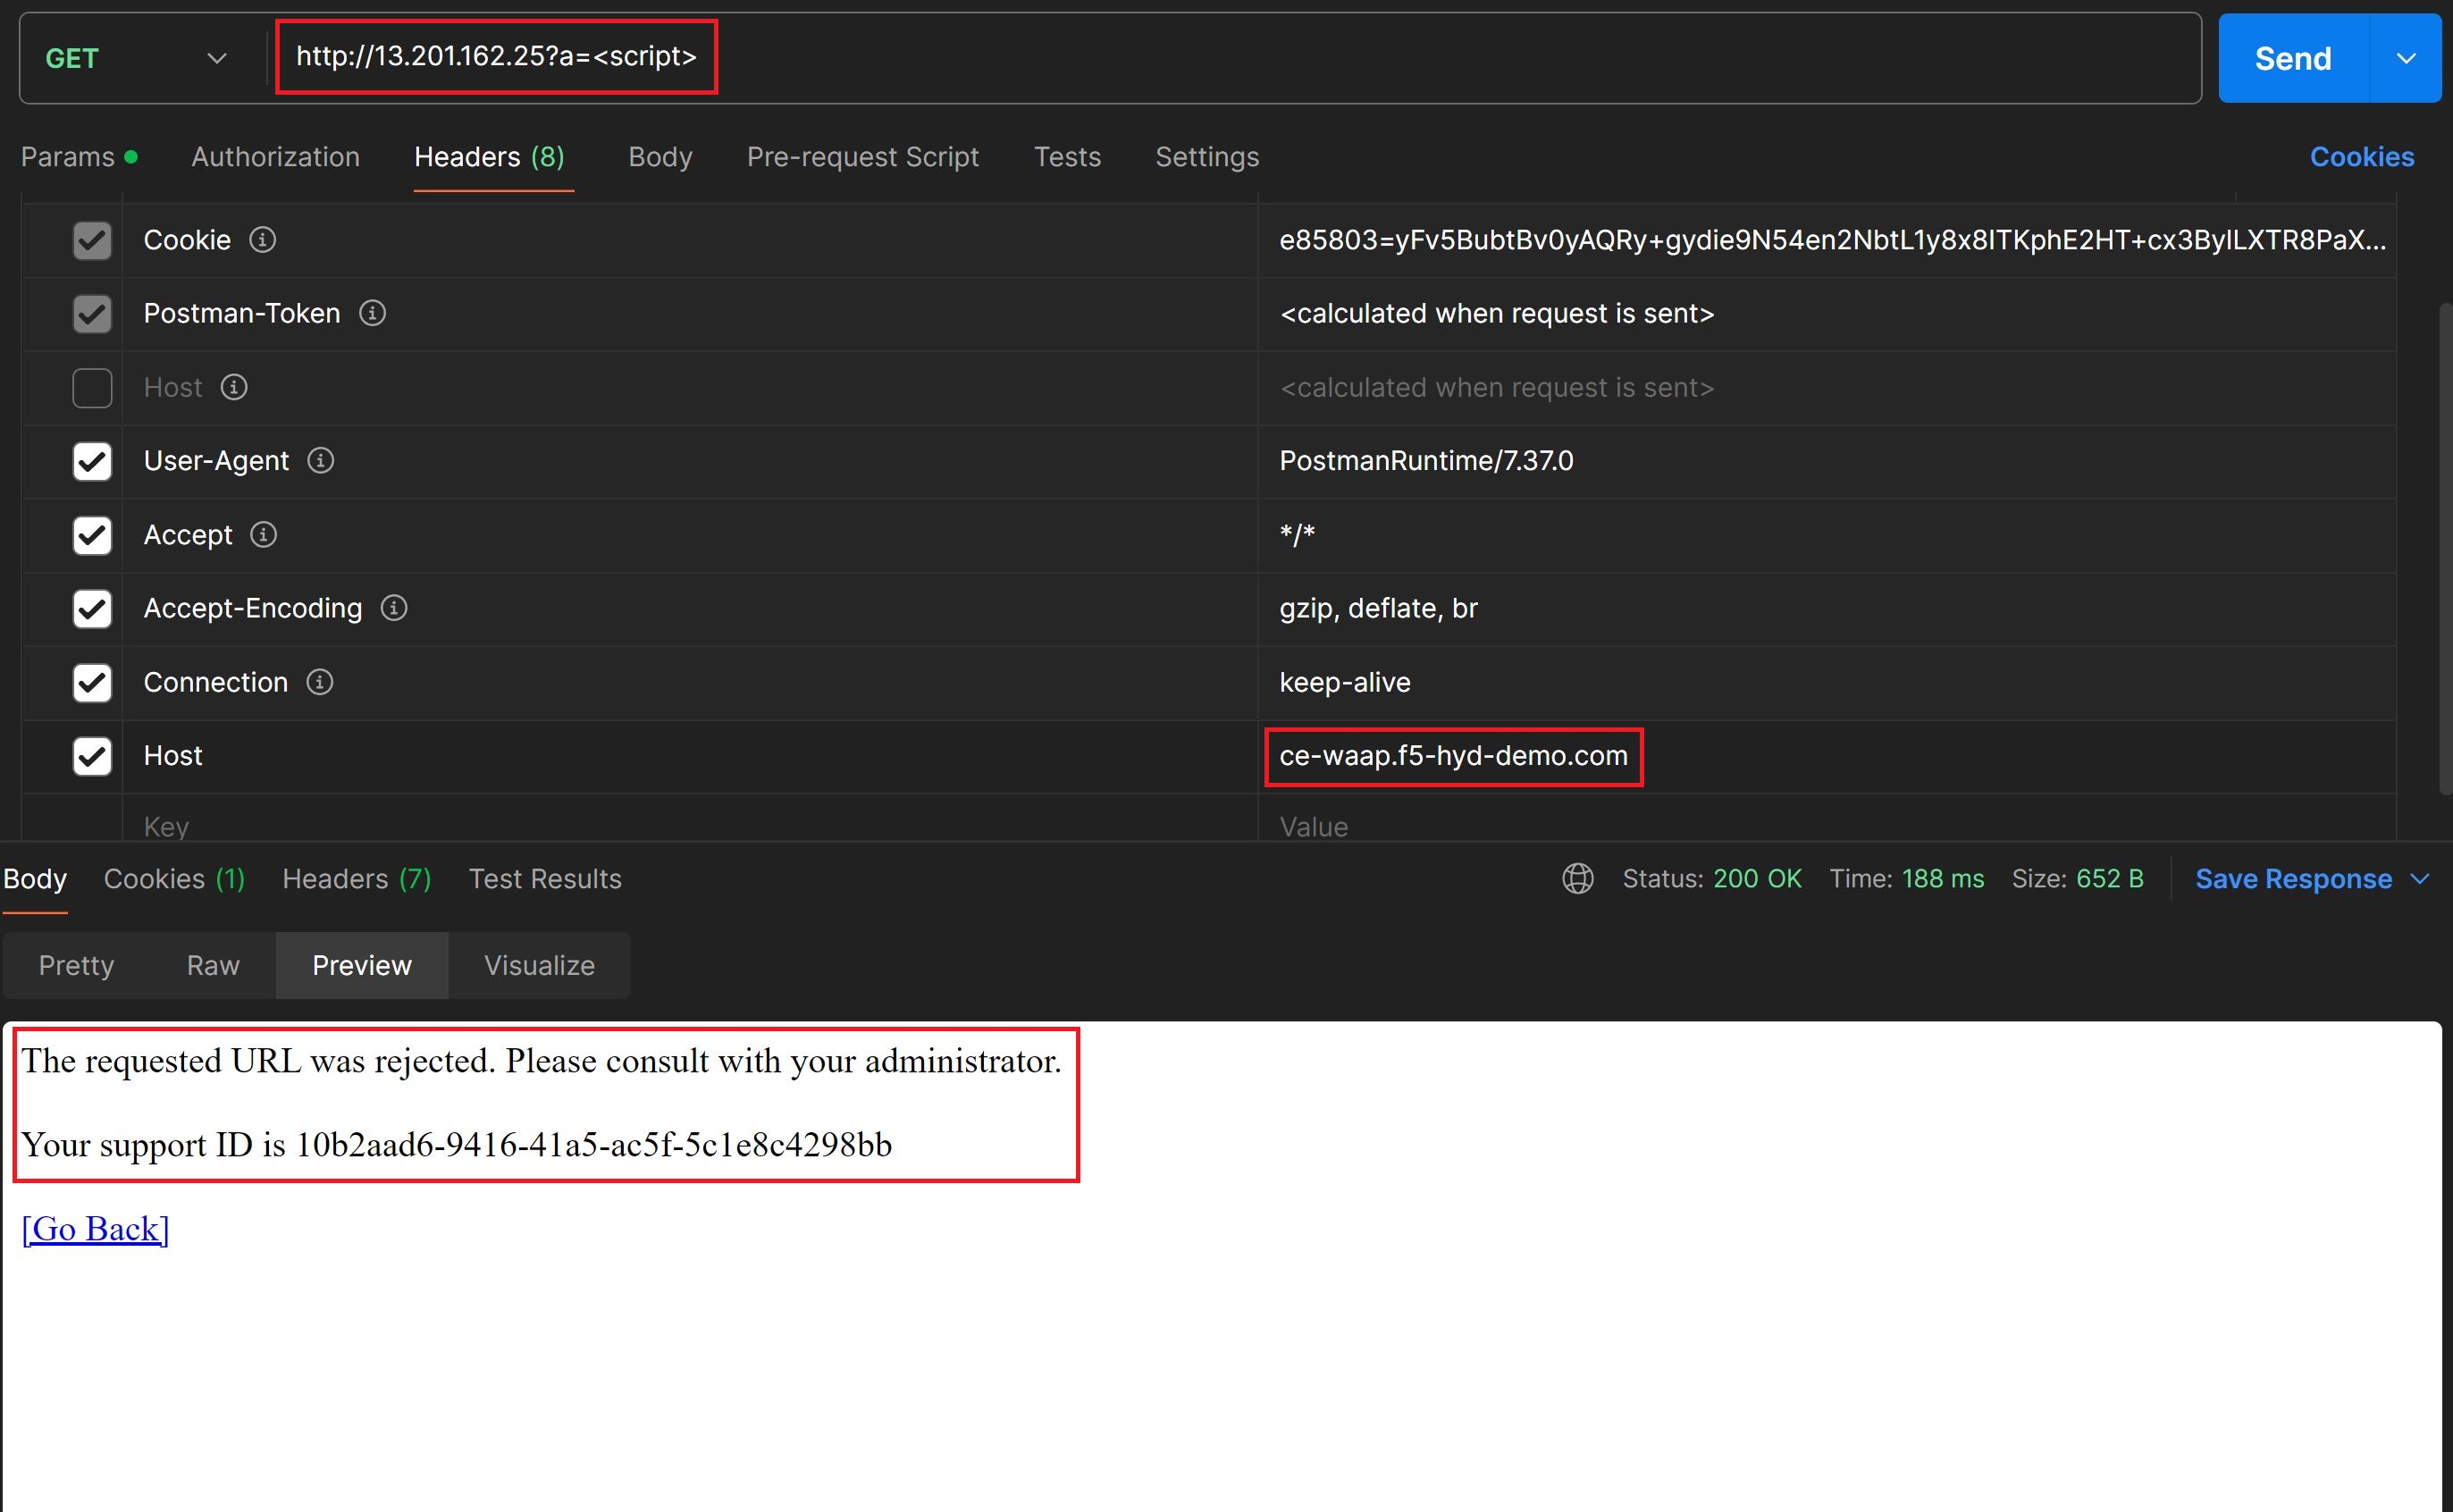 GET http://13.201.162.25?a=<script> Send
Params Authorization Headers (8) Body Pre-request Script Tests Settings Cookies
Cookie e85803=yFv5BubtBv0yAQRy+gydie9N54en2NbtL1y8x8ITKphE2HT+cx3ByILXTR8PaX...
Postman-Token <calculated when request is sent>
Host <calculated when request is sent>
User-Agent PostmanRuntime/7.37.0
Accept */*
Accept-Encoding gzip, deflate, br
Connection keep-alive
Host ce-waap.f5-hyd-demo.com
Key Value
Body Cookies (1) Headers (7) Test Results Status: 200 OK Time: 188 ms Size: 652 B Save Response
Pretty Raw Preview Visualize
The requested URL was rejected. Please consult with your administrator.
Your support ID is 10b2aad6-9416-41a5-ac5f-5c1e8c4298bb
[Go Back]